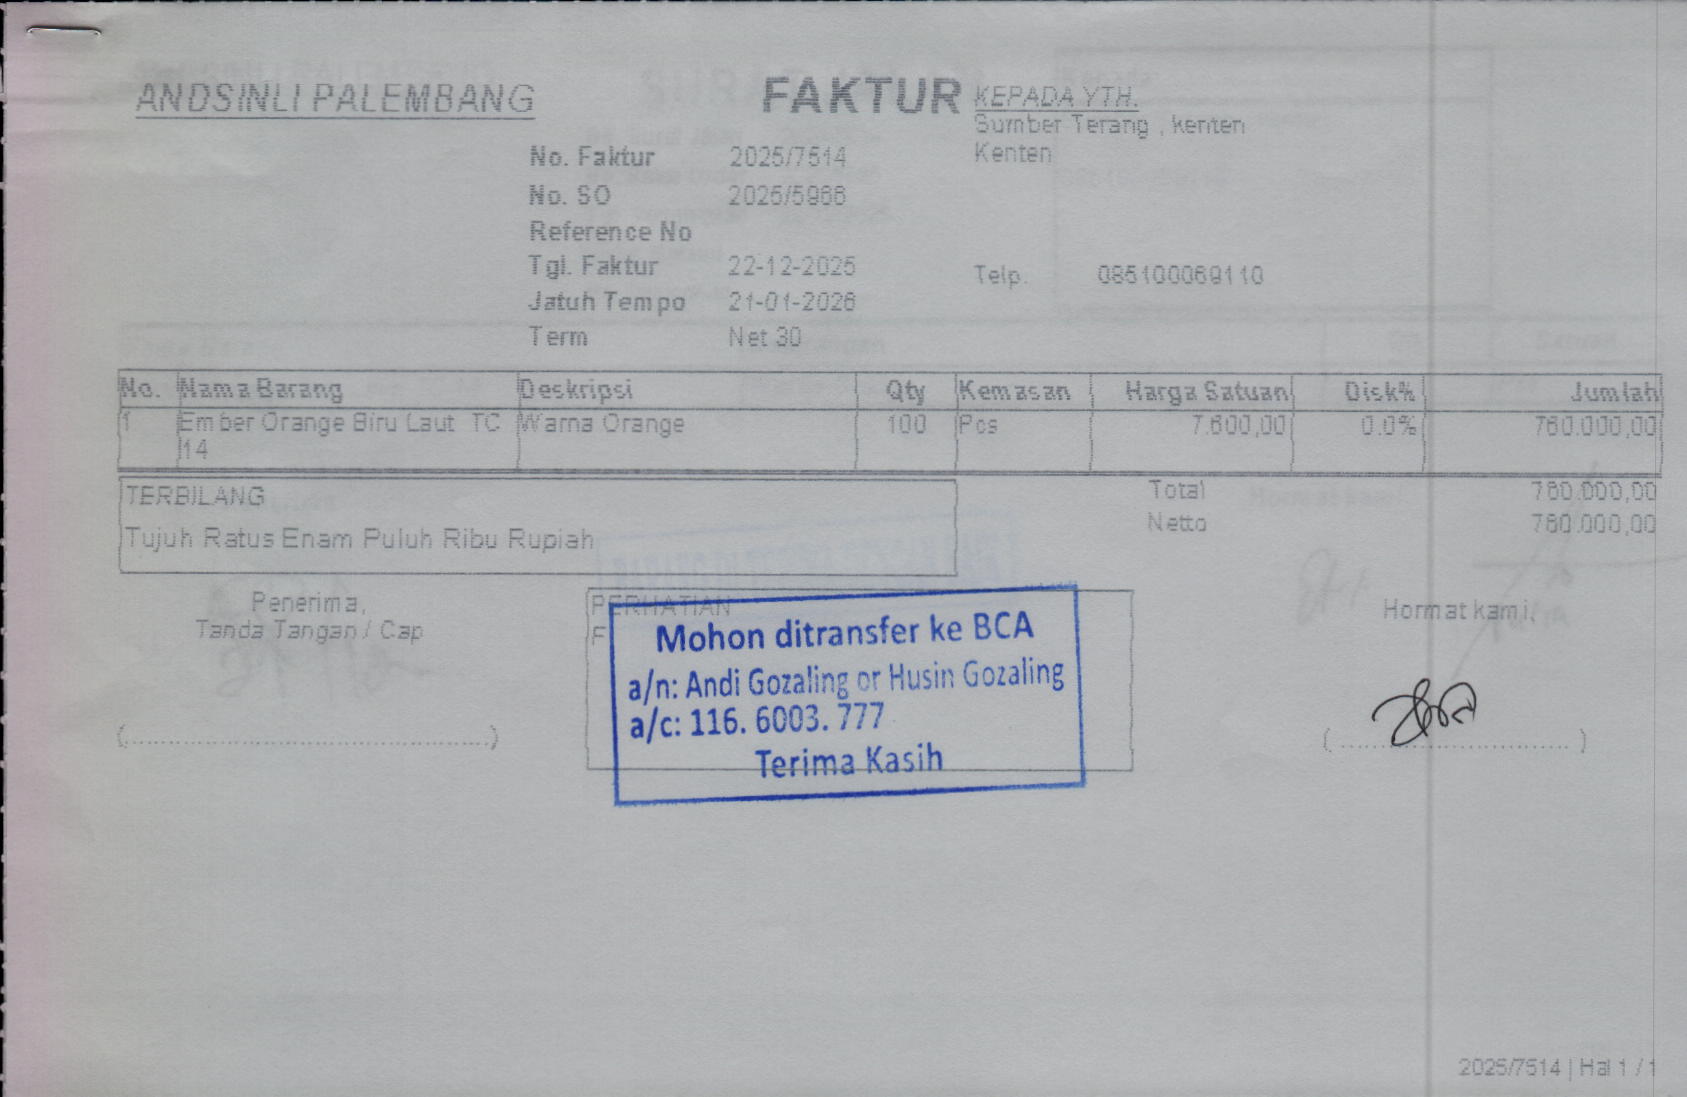 ANDSINLI PALEMBANG
FAKTUR
KEPADA YTH.
Sumber Terang , kenten
Kenten
No. Faktur 2025/7514
No. SO 2025/5966
Reference No
Tgl. Faktur 22-12-2025
Telp. 085100069110
Jatuh Tempo 21-01-2026
Term Net 30
No. Nama Barang Deskripsi Qty Kemasan Harga Satuan Disk% Jumlah
1 Ember Orange Biru Laut TC Warna Orange 100 Pcs 7.600,00 0.0% 760.000,00
14
TERBILANG
Tujuh Ratus Enam Puluh Ribu Rupiah
Total 760.000,00
Netto 760.000,00
Penerima,
Tanda Tangan / Cap
(..........................................)
PERHATIAN
F
Mohon ditransfer ke BCA
a/n: Andi Gozaling or Husin Gozaling
a/c: 116. 6003. 777
Terima Kasih
Hormat kami,
(..............................)
2025/7514 | Hal 1 / 1